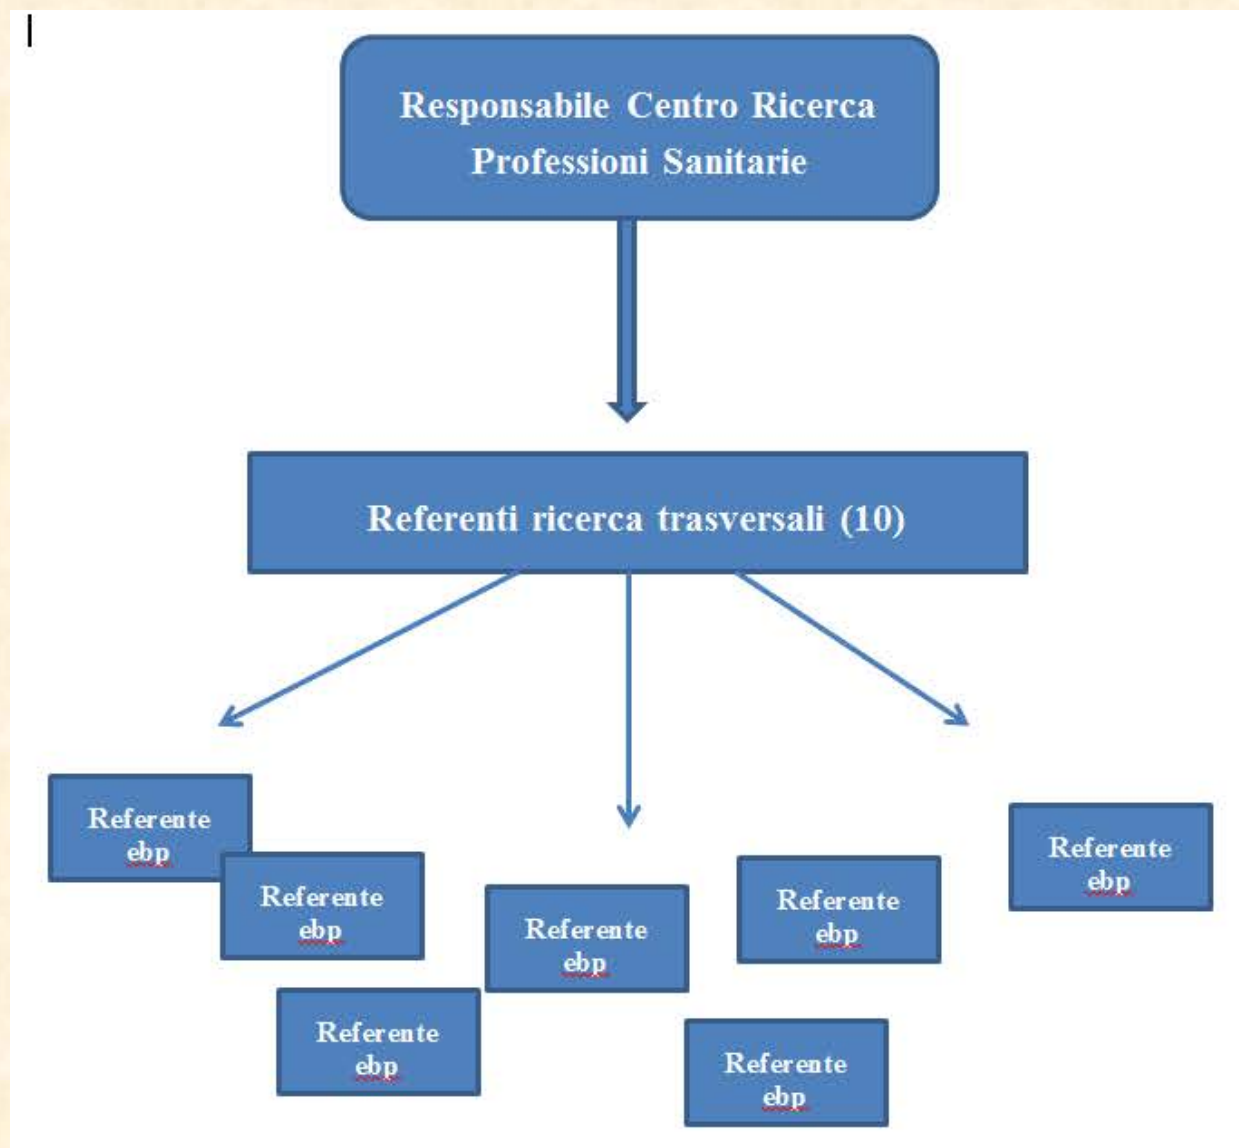 Responsabile Centro Ricerca
Professioni Sanitarie
Referenti ricerca trasversali (10)
Referente
ebp
Referente
ebp
Referente
ebp
Referente
ebp
Referente
ebp
Referente
ebp
Referente
ebp